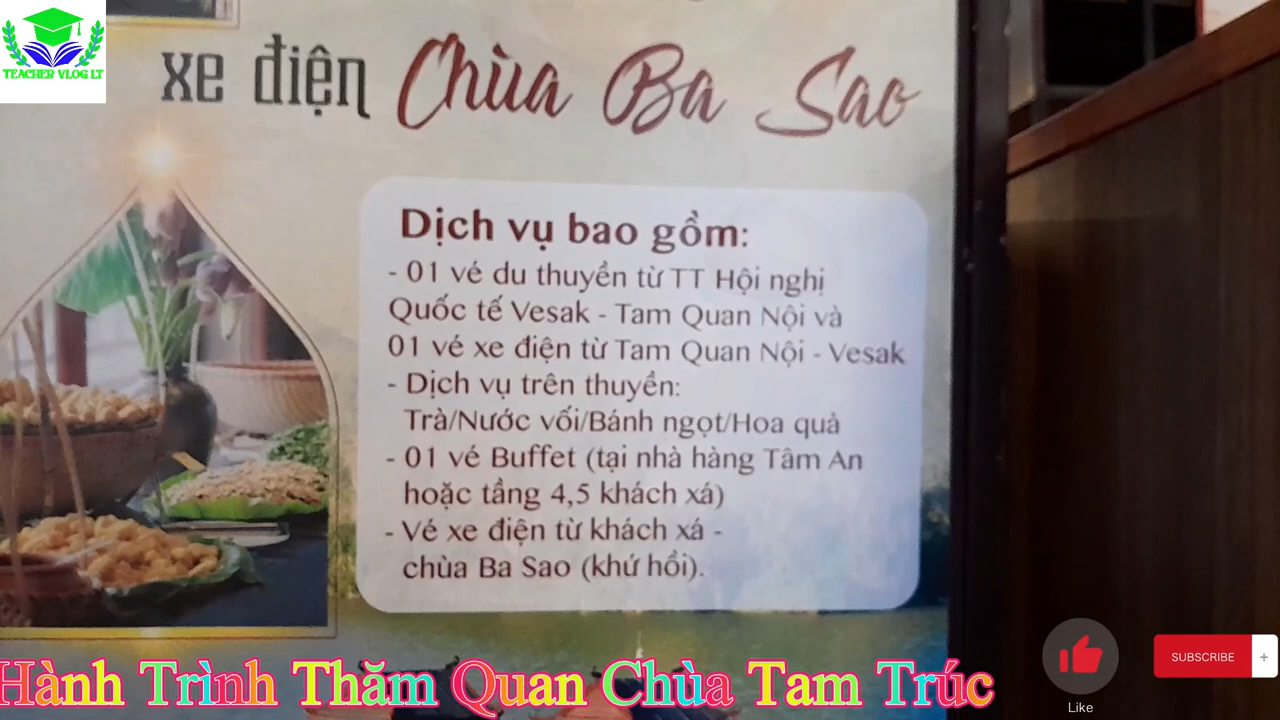 TEACHER VLOG LT
xe điện Chùa Ba Sao
Dịch vụ bao gồm:
- 01 vé du thuyền từ TT Hội nghị
Quốc tế Vesak - Tam Quan Nội và
01 vé xe điện từ Tam Quan Nội - Vesak
- Dịch vụ trên thuyền:
Trà/Nước vối/Bánh ngọt/Hoa quả
- 01 vé Buffet (tại nhà hàng Tâm An
hoặc tầng 4,5 khách xá)
- Vé xe điện từ khách xá -
chùa Ba Sao (khứ hồi).
Hành Trình Thăm Quan Chùa Tam Trúc
Like
SUBSCRIBE +